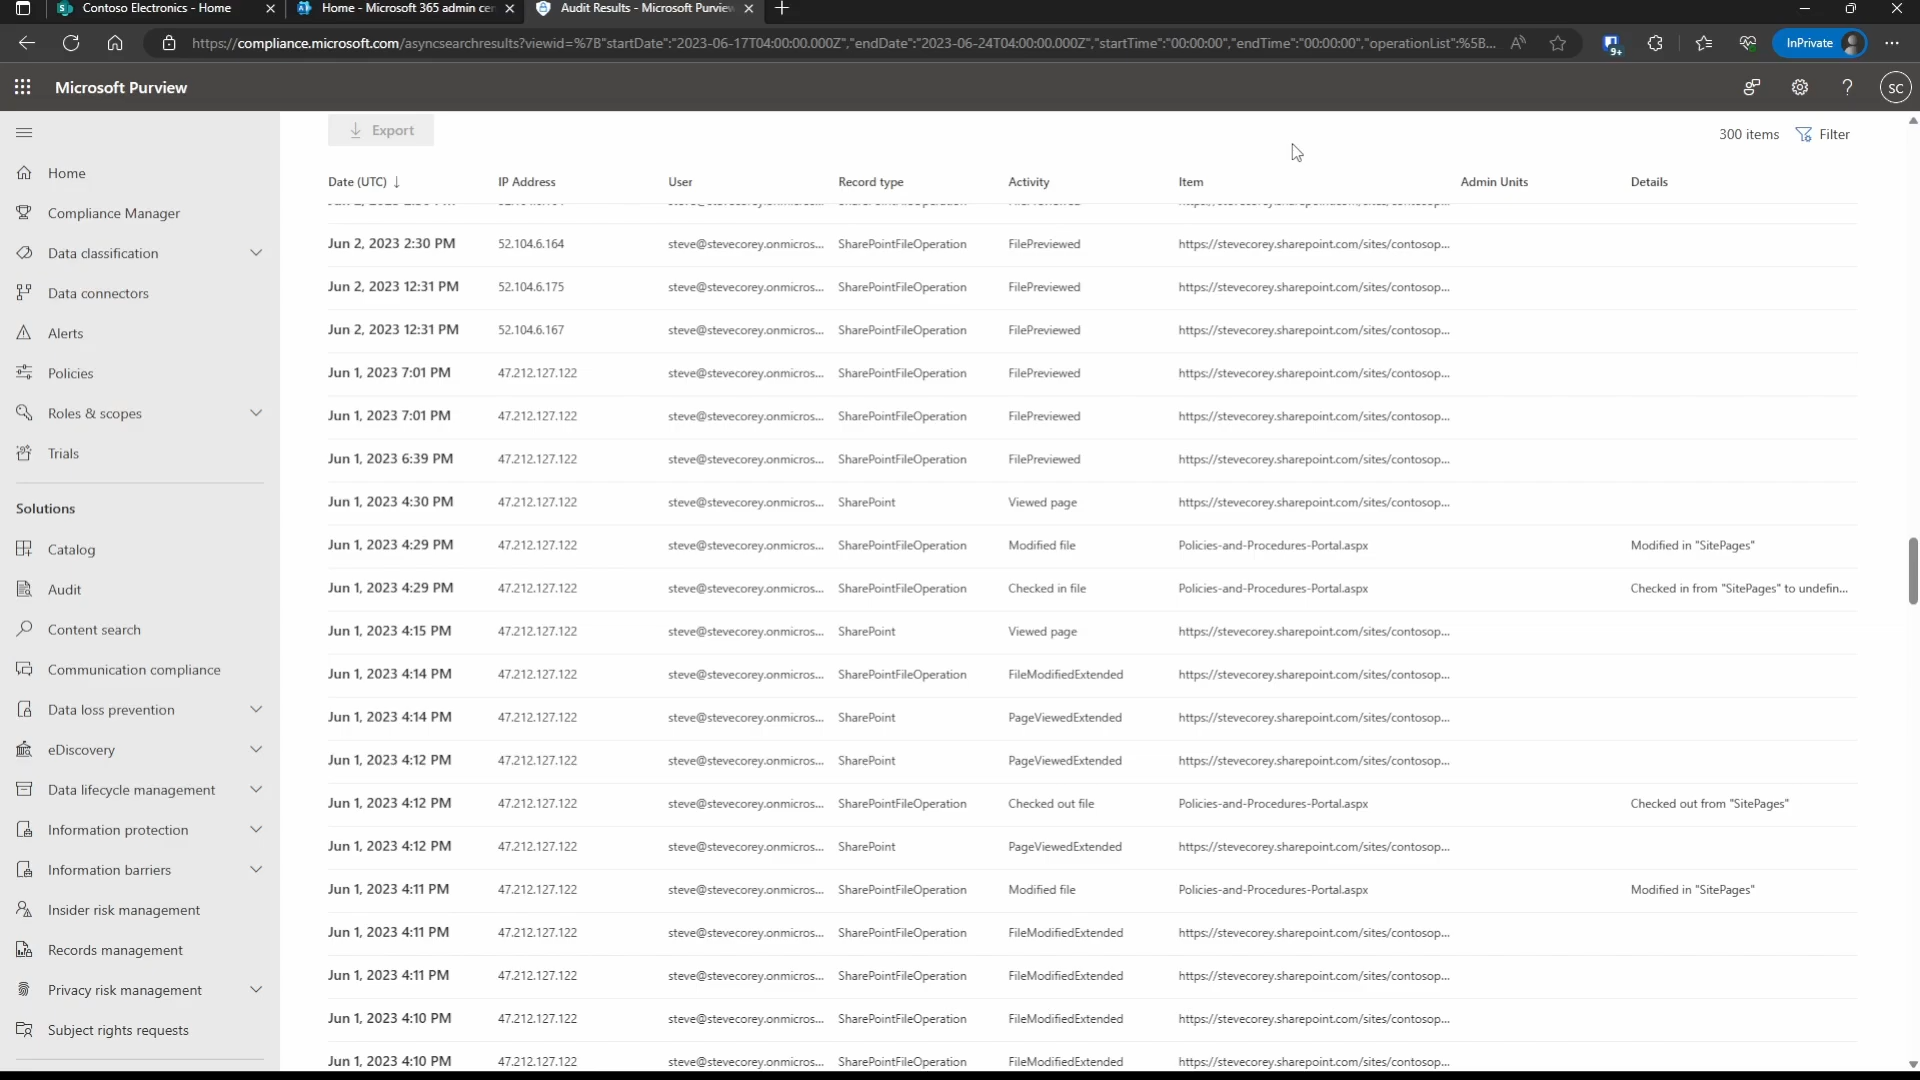 Contoso Electronics - Home
Home - Microsoft 365 admin cen
Audit Results - Microsoft Purview
https://compliance.microsoft.com/asyncsearchresults?viewid=%7B"startDate":"2023-06-17T04:00:00.000Z","endDate":"2023-06-24T04:00:00.000Z","startTime":"00:00:00","endTime":"00:00:00","operationList":%5B...
9+
InPrivate
Microsoft Purview
SC
Home
Compliance Manager
Data classification
Data connectors
Alerts
Policies
Roles & scopes
Trials
Solutions
Catalog
Audit
Content search
Communication compliance
Data loss prevention
eDiscovery
Data lifecycle management
Information protection
Information barriers
Insider risk management
Records management
Privacy risk management
Subject rights requests
Export
300 items Filter
Date (UTC) ↓ IP Address User Record type Activity Item Admin Units Details
Jun 2, 2023 2:30 PM 52.104.6.164 steve@stevecorey.onmicros... SharePointFileOperation FilePreviewed https://stevecorey.sharepoint.com/sites/contosop...
Jun 2, 2023 12:31 PM 52.104.6.175 steve@stevecorey.onmicros... SharePointFileOperation FilePreviewed https://stevecorey.sharepoint.com/sites/contosop...
Jun 2, 2023 12:31 PM 52.104.6.167 steve@stevecorey.onmicros... SharePointFileOperation FilePreviewed https://stevecorey.sharepoint.com/sites/contosop...
Jun 1, 2023 7:01 PM 47.212.127.122 steve@stevecorey.onmicros... SharePointFileOperation FilePreviewed https://stevecorey.sharepoint.com/sites/contosop...
Jun 1, 2023 7:01 PM 47.212.127.122 steve@stevecorey.onmicros... SharePointFileOperation FilePreviewed https://stevecorey.sharepoint.com/sites/contosop...
Jun 1, 2023 6:39 PM 47.212.127.122 steve@stevecorey.onmicros... SharePointFileOperation FilePreviewed https://stevecorey.sharepoint.com/sites/contosop...
Jun 1, 2023 4:30 PM 47.212.127.122 steve@stevecorey.onmicros... SharePoint Viewed page https://stevecorey.sharepoint.com/sites/contosop...
Jun 1, 2023 4:29 PM 47.212.127.122 steve@stevecorey.onmicros... SharePointFileOperation Modified file Policies-and-Procedures-Portal.aspx Modified in "SitePages"
Jun 1, 2023 4:29 PM 47.212.127.122 steve@stevecorey.onmicros... SharePointFileOperation Checked in file Policies-and-Procedures-Portal.aspx Checked in from "SitePages" to undefin...
Jun 1, 2023 4:15 PM 47.212.127.122 steve@stevecorey.onmicros... SharePoint Viewed page https://stevecorey.sharepoint.com/sites/contosop...
Jun 1, 2023 4:14 PM 47.212.127.122 steve@stevecorey.onmicros... SharePointFileOperation FileModifiedExtended https://stevecorey.sharepoint.com/sites/contosop...
Jun 1, 2023 4:14 PM 47.212.127.122 steve@stevecorey.onmicros... SharePoint PageViewedExtended https://stevecorey.sharepoint.com/sites/contosop...
Jun 1, 2023 4:12 PM 47.212.127.122 steve@stevecorey.onmicros... SharePoint PageViewedExtended https://stevecorey.sharepoint.com/sites/contosop...
Jun 1, 2023 4:12 PM 47.212.127.122 steve@stevecorey.onmicros... SharePointFileOperation Checked out file Policies-and-Procedures-Portal.aspx Checked out from "SitePages"
Jun 1, 2023 4:12 PM 47.212.127.122 steve@stevecorey.onmicros... SharePoint PageViewedExtended https://stevecorey.sharepoint.com/sites/contosop...
Jun 1, 2023 4:11 PM 47.212.127.122 steve@stevecorey.onmicros... SharePointFileOperation Modified file Policies-and-Procedures-Portal.aspx Modified in "SitePages"
Jun 1, 2023 4:11 PM 47.212.127.122 steve@stevecorey.onmicros... SharePointFileOperation FileModifiedExtended https://stevecorey.sharepoint.com/sites/contosop...
Jun 1, 2023 4:11 PM 47.212.127.122 steve@stevecorey.onmicros... SharePointFileOperation FileModifiedExtended https://stevecorey.sharepoint.com/sites/contosop...
Jun 1, 2023 4:10 PM 47.212.127.122 steve@stevecorey.onmicros... SharePointFileOperation FileModifiedExtended https://stevecorey.sharepoint.com/sites/contosop...
Jun 1, 2023 4:10 PM 47.212.127.122 steve@stevecorey.onmicros... SharePointFileOperation FileModifiedExtended https://stevecorey.sharepoint.com/sites/contosop...